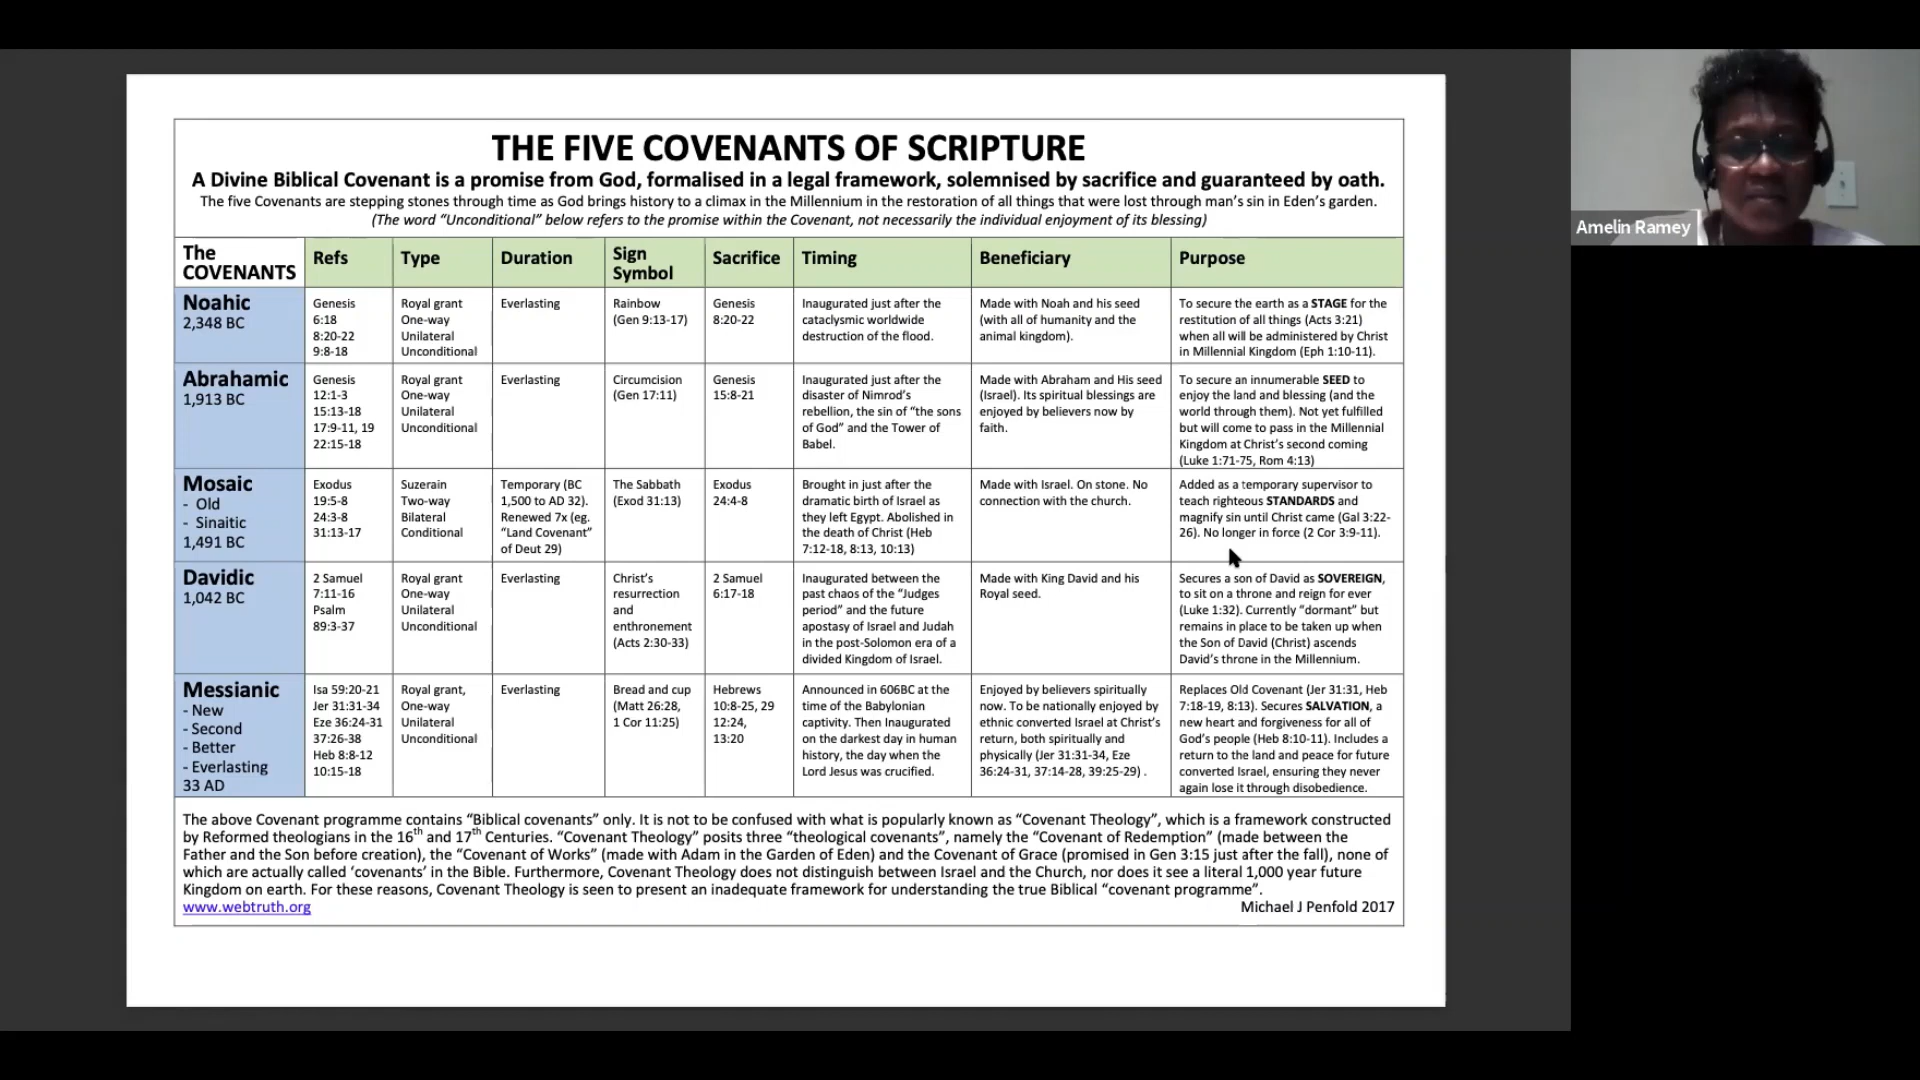 THE FIVE COVENANTS OF SCRIPTURE
A Divine Biblical Covenant is a promise from God, formalised in a legal framework, solemnised by sacrifice and guaranteed by oath.
The five Covenants are stepping stones through time as God brings history to a climax in the Millennium in the restoration of all things that were lost through man's sin in Eden's garden.
(The word "Unconditional" below refers to the promise within the Covenant, not necessarily the individual enjoyment of its blessing)
The
COVENANTS
Refs
Type
Duration
Sign
Symbol
Sacrifice
Timing
Beneficiary
Purpose
Noahic
2,348 BC
Genesis
6:18
8:20-22
9:8-18
Royal grant
One-way
Unilateral
Unconditional
Everlasting
Rainbow
(Gen 9:13-17)
Genesis
8:20-22
Inaugurated just after the
cataclysmic worldwide
destruction of the flood.
Made with Noah and his seed
(with all of humanity and the
animal kingdom).
To secure the earth as a STAGE for the
restitution of all things (Acts 3:21)
when all will be administered by Christ
in Millennial Kingdom (Eph 1:10-11).
Abrahamic
1,913 BC
Genesis
12:1-3
15:13-18
17:9-11, 19
22:15-18
Royal grant
One-way
Unilateral
Unconditional
Everlasting
Circumcision
(Gen 17:11)
Genesis
15:8-21
Inaugurated just after the
disaster of Nimrod's
rebellion, the sin of "the sons
of God" and the Tower of
Babel.
Made with Abraham and His seed
(Israel). Its spiritual blessings are
enjoyed by believers now by
faith.
To secure an innumerable SEED to
enjoy the land and blessing (and the
world through them). Not yet fulfilled
but will come to pass in the Millennial
Kingdom at Christ's second coming
(Luke 1:71-75, Rom 4:13)
Mosaic
- Old
- Sinaitic
1,491 BC
Exodus
19:5-8
24:3-8
31:13-17
Suzerain
Two-way
Bilateral
Conditional
Temporary (BC
1,500 to AD 32).
Renewed 7x (eg.
"Land Covenant"
of Deut 29)
The Sabbath
(Exod 31:13)
Exodus
24:4-8
Brought in just after the
dramatic birth of Israel as
they left Egypt. Abolished in
the death of Christ (Heb
7:12-18, 8:13, 10:13)
Made with Israel. On stone. No
connection with the church.
Added as a temporary supervisor to
teach righteous STANDARDS and
magnify sin until Christ came (Gal 3:22-
26). No longer in force (2 Cor 3:9-11).
Davidic
1,042 BC
2 Samuel
7:11-16
Psalm
89:3-37
Royal grant
One-way
Unilateral
Unconditional
Everlasting
Christ's
resurrection
and
enthronement
(Acts 2:30-33)
2 Samuel
6:17-18
Inaugurated between the
past chaos of the "Judges
period" and the future
apostasy of Israel and Judah
in the post-Solomon era of a
divided Kingdom of Israel.
Made with King David and his
Royal seed.
Secures a son of David as SOVEREIGN,
to sit on a throne and reign for ever
(Luke 1:32). Currently "dormant" but
remains in place to be taken up when
the Son of David (Christ) ascends
David's throne in the Millennium.
Messianic
- New
- Second
- Better
- Everlasting
33 AD
Isa 59:20-21
Jer 31:31-34
Eze 36:24-31
37:26-38
Heb 8:8-12
10:15-18
Royal grant,
One-way
Unilateral
Unconditional
Everlasting
Bread and cup
(Matt 26:28,
1 Cor 11:25)
Hebrews
10:8-25, 29
12:24,
13:20
Announced in 606BC at the
time of the Babylonian
captivity. Then Inaugurated
on the darkest day in human
history, the day when the
Lord Jesus was crucified.
Enjoyed by believers spiritually
now. To be nationally enjoyed by
ethnic converted Israel at Christ's
return, both spiritually and
physically (Jer 31:31-34, Eze
36:24-31, 37:14-28, 39:25-29) .
Replaces Old Covenant (Jer 31:31, Heb
7:18-19, 8:13). Secures SALVATION, a
new heart and forgiveness for all of
God's people (Heb 8:10-11). Includes a
return to the land and peace for future
converted Israel, ensuring they never
again lose it through disobedience.
The above Covenant programme contains "Biblical covenants" only. It is not to be confused with what is popularly known as "Covenant Theology", which is a framework constructed
by Reformed theologians in the 16th and 17th Centuries. "Covenant Theology" posits three "theological covenants", namely the "Covenant of Redemption" (made between the
Father and the Son before creation), the "Covenant of Works" (made with Adam in the Garden of Eden) and the Covenant of Grace (promised in Gen 3:15 just after the fall), none of
which are actually called 'covenants' in the Bible. Furthermore, Covenant Theology does not distinguish between Israel and the Church, nor does it see a literal 1,000 year future
Kingdom on earth. For these reasons, Covenant Theology is seen to present an inadequate framework for understanding the true Biblical "covenant programme".
www.webtruth.org
Michael J Penfold 2017
Amelin Ramey